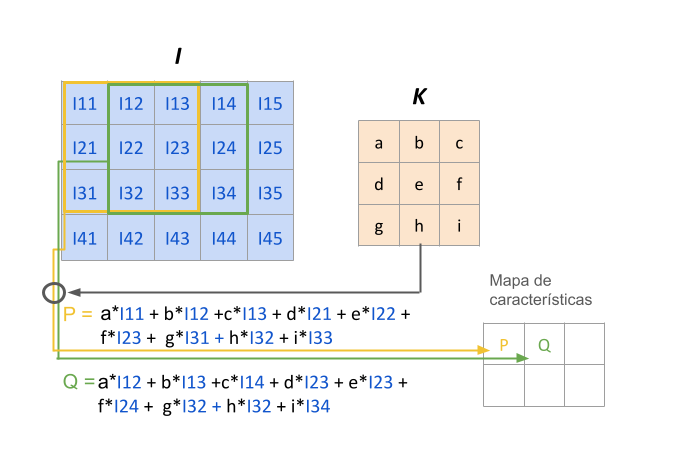 I
I11 I12 I13 I14 I15
I21 I22 I23 I24 I25
I31 I32 I33 I34 I35
I41 I42 I43 I44 I45
K
a b c
d e f
g h i
P = a*I11 + b*I12 +c*I13 + d*I21 + e*I22 +
f*I23 + g*I31 + h*I32 + i*I33
Q = a*I12 + b*I13 +c*I14 + d*I23 + e*I23 +
f*I24 + g*I32 + h*I32 + i*I34
Mapa de
característicias
P Q